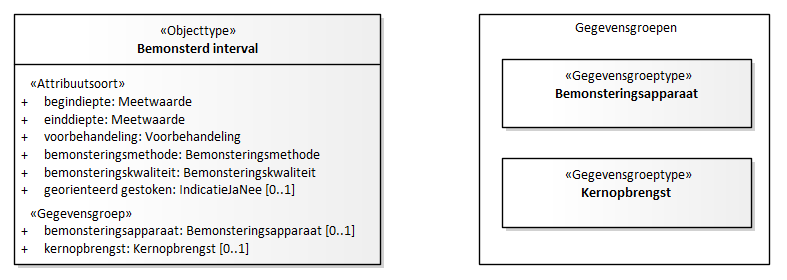 «Objecttype»
Bemonsterd interval
«Attribuutsoort»
+ begindiepte: Meetwaarde
+ einddiepte: Meetwaarde
+ voorbehandeling: Voorbehandeling
+ bemonsteringsmethode: Bemonsteringsmethode
+ bemonsteringskwaliteit: Bemonsteringskwaliteit
+ georienteerd gestoken: IndicatieJaNee [0..1]
«Gegevensgroep»
+ bemonsteringsapparaat: Bemonsteringsapparaat [0..1]
+ kernopbrengst: Kernopbrengst [0..1]
Gegevensgroepen
«Gegevensgroeptype»
Bemonsteringsapparaat
«Gegevensgroeptype»
Kernopbrengst